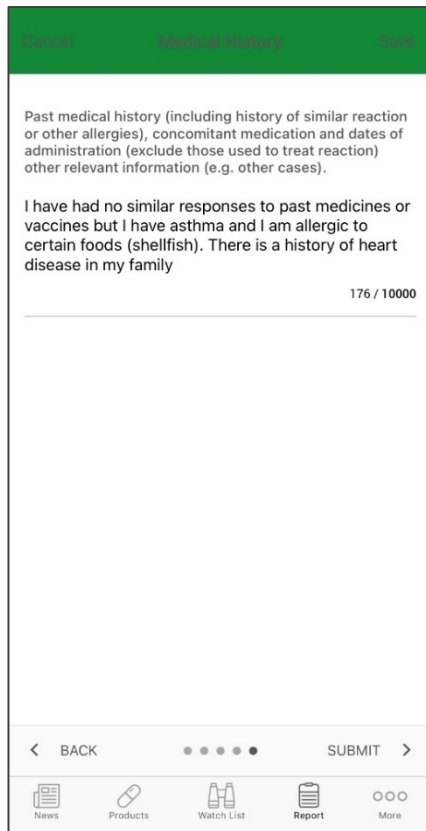 Cancel Medical History Save
Past medical history (including history of similar reaction
or other allergies), concomitant medication and dates of
administration (exclude those used to treat reaction)
other relevant information (e.g. other cases).
I have had no similar responses to past medicines or
vaccines but I have asthma and I am allergic to
certain foods (shellfish). There is a history of heart
disease in my family
176 / 10000
BACK SUBMIT
News Products Watch List Report More